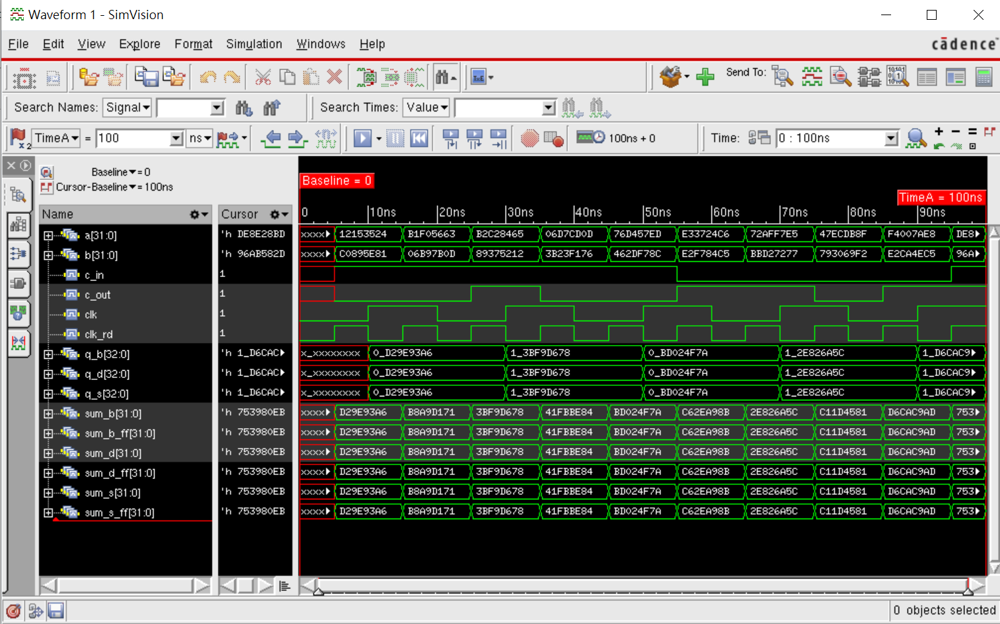 Waveform 1 - SimVision
File Edit View Explore Format Simulation Windows Help
cādence
Send To:
Search Names: Signal Search Times: Value
x2 TimeA = 100 ns 100ns + 0 Time: 0 : 100ns
Baseline = 0
Cursor-Baseline = 100ns
Baseline = 0
TimeA = 100ns
Name Cursor 0 10ns 20ns 30ns 40ns 50ns 60ns 70ns 80ns 90ns
a[31:0] 'h DE8E28BD xxxx 12153524 B1F05663 B2C28465 06D7CD0D 76D457ED E33724C6 72AFF7E5 47ECDB8F F4007AE8 DE8
b[31:0] 'h 96AB582D xxxx C0895E81 06B97B0D 89375212 3B23F176 462DF78C E2F784C5 BBD27277 793069F2 E2CA4EC5 96A
c_in 1
c_out 1
clk 1
clk_rd 1
q_b[32:0] 'h 1_D6CAC x_xxxxxxxx 0_D29E93A6 1_3BF9D678 0_BD024F7A 1_2E826A5C 1_D6CAC9
q_d[32:0] 'h 1_D6CAC x_xxxxxxxx 0_D29E93A6 1_3BF9D678 0_BD024F7A 1_2E826A5C 1_D6CAC9
q_s[32:0] 'h 1_D6CAC x_xxxxxxxx 0_D29E93A6 1_3BF9D678 0_BD024F7A 1_2E826A5C 1_D6CAC9
sum_b[31:0] 'h 753980EB xxxx D29E93A6 B8A9D171 3BF9D678 41FBBE84 BD024F7A C62EA98B 2E826A5C C11D4581 D6CAC9AD 753
sum_b_ff[31:0] 'h 753980EB xxxx D29E93A6 B8A9D171 3BF9D678 41FBBE84 BD024F7A C62EA98B 2E826A5C C11D4581 D6CAC9AD 753
sum_d[31:0] 'h 753980EB xxxx D29E93A6 B8A9D171 3BF9D678 41FBBE84 BD024F7A C62EA98B 2E826A5C C11D4581 D6CAC9AD 753
sum_d_ff[31:0] 'h 753980EB xxxx D29E93A6 B8A9D171 3BF9D678 41FBBE84 BD024F7A C62EA98B 2E826A5C C11D4581 D6CAC9AD 753
sum_s[31:0] 'h 753980EB xxxx D29E93A6 B8A9D171 3BF9D678 41FBBE84 BD024F7A C62EA98B 2E826A5C C11D4581 D6CAC9AD 753
sum_s_ff[31:0] 'h 753980EB xxxx D29E93A6 B8A9D171 3BF9D678 41FBBE84 BD024F7A C62EA98B 2E826A5C C11D4581 D6CAC9AD 753
0 objects selected